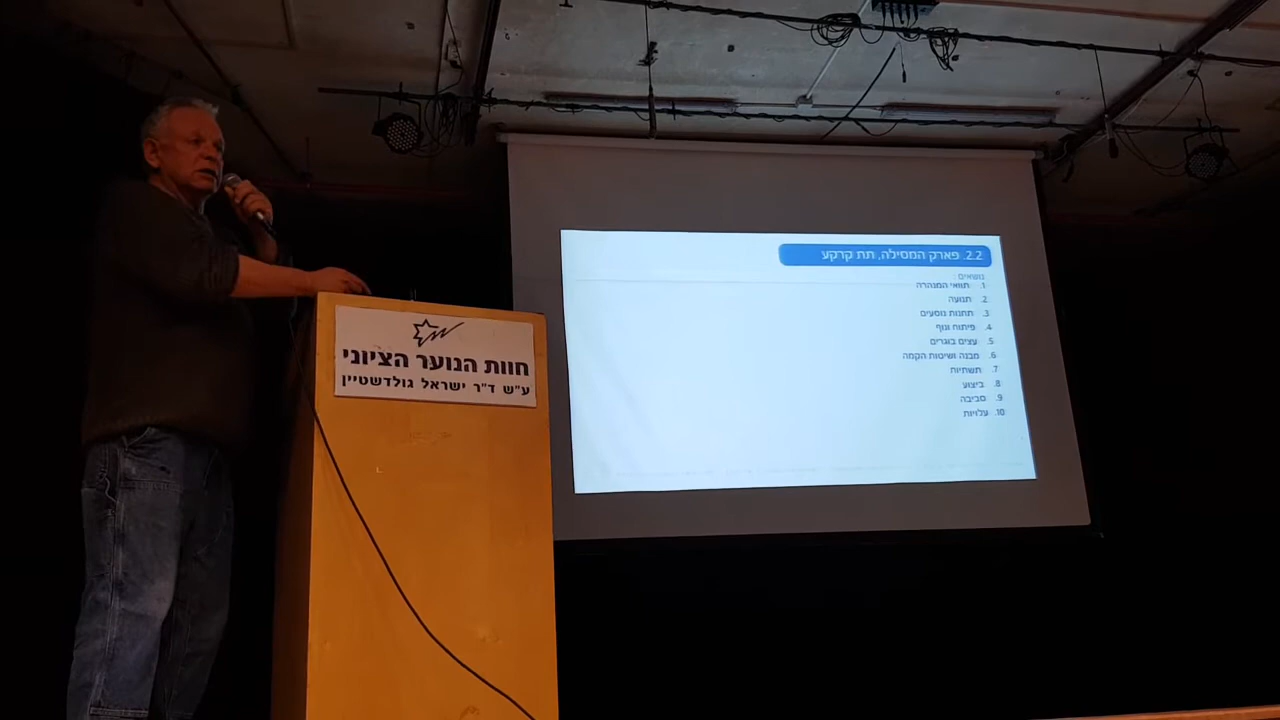 חוות הנוער הציוני
ע״ש ד״ר ישראל גולדשטיין
2.2. פארק המסילה, תת קרקע
נושאים:
1. תוואי המנהרה
2. תנועה
3. תחנות נוסעים
4. פיתוח ונוף
5. עצים בוגרים
6. מבנה ושיטות הקמה
7. תשתיות
8. ביצוע
9. סביבה
10. עלויות